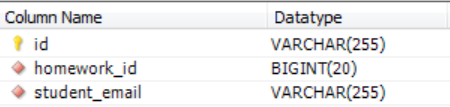 Column Name Datatype
id VARCHAR(255)
homework_id BIGINT(20)
student_email VARCHAR(255)